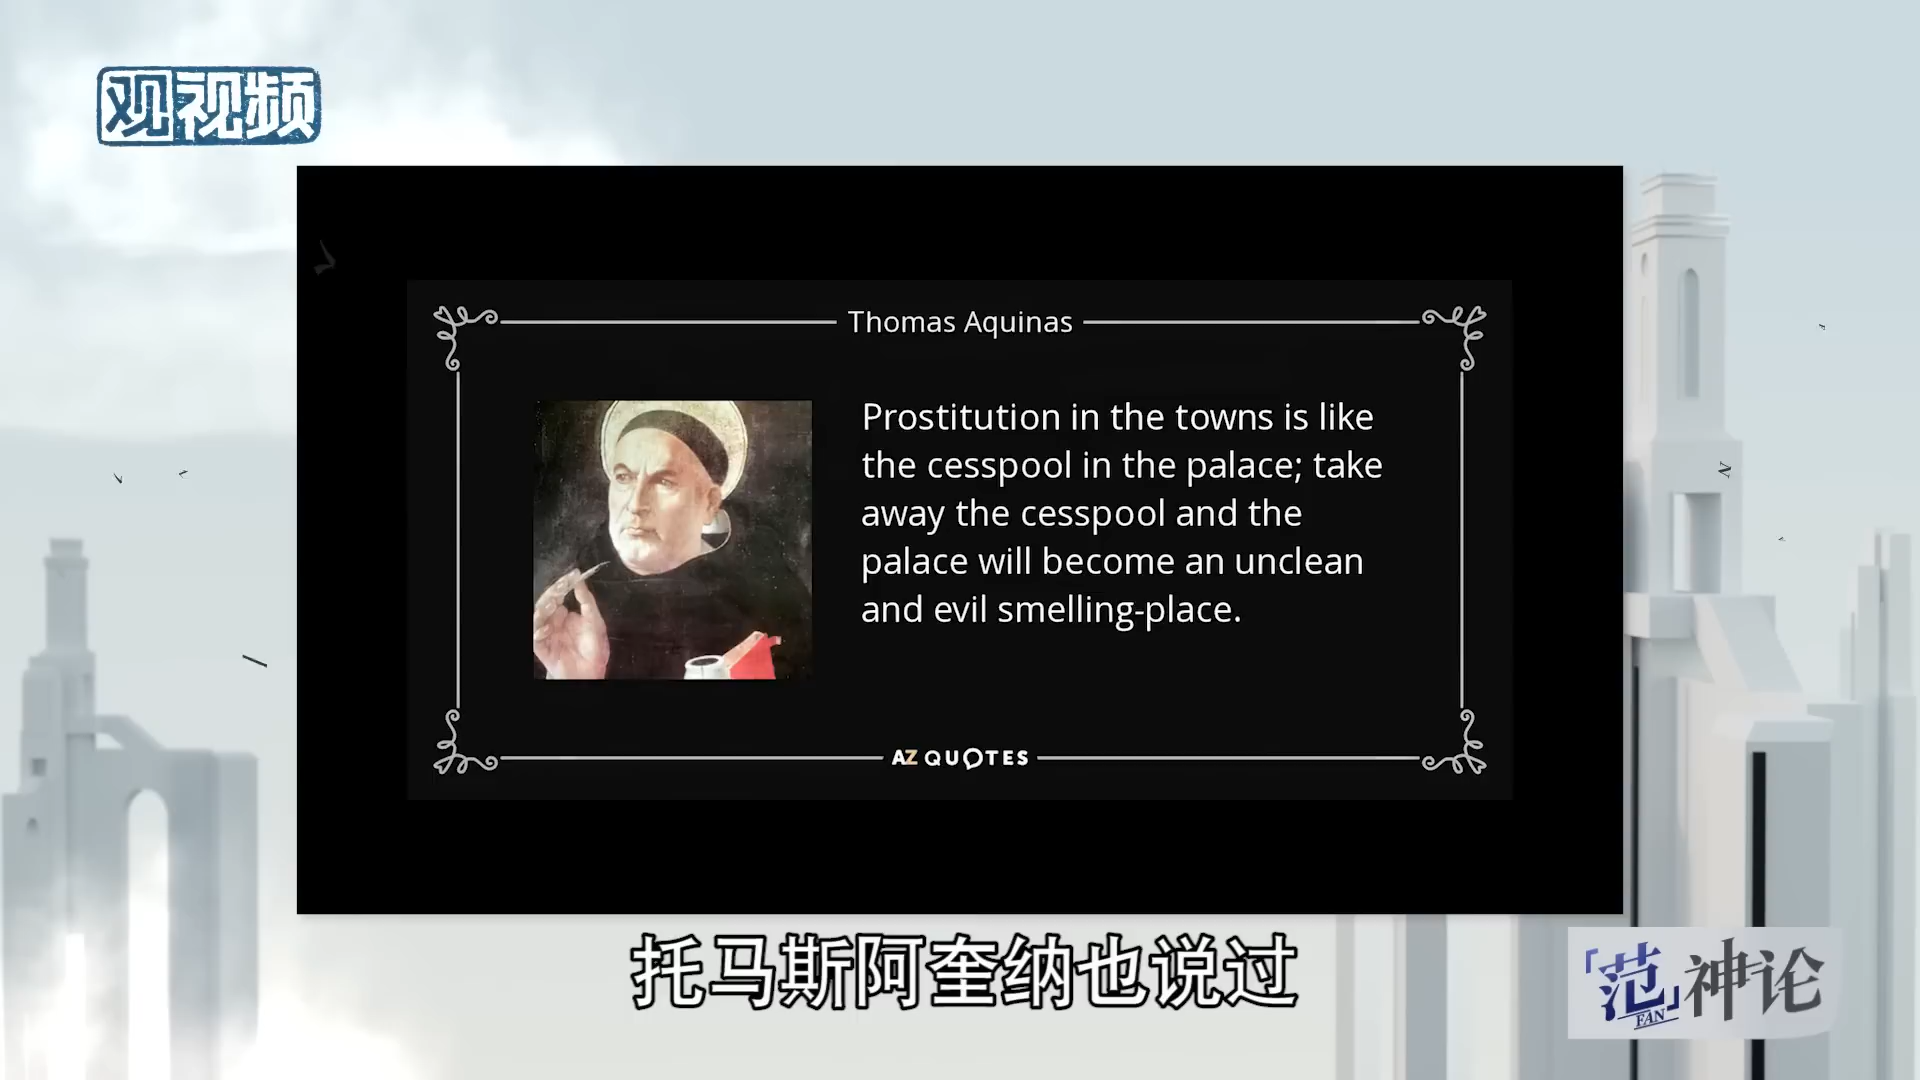 观视频
Thomas Aquinas
Prostitution in the towns is like
the cesspool in the palace; take
away the cesspool and the
palace will become an unclean
and evil smelling-place.
AZ QUOTES
托马斯阿奎纳也说过
「范」神论
FAN